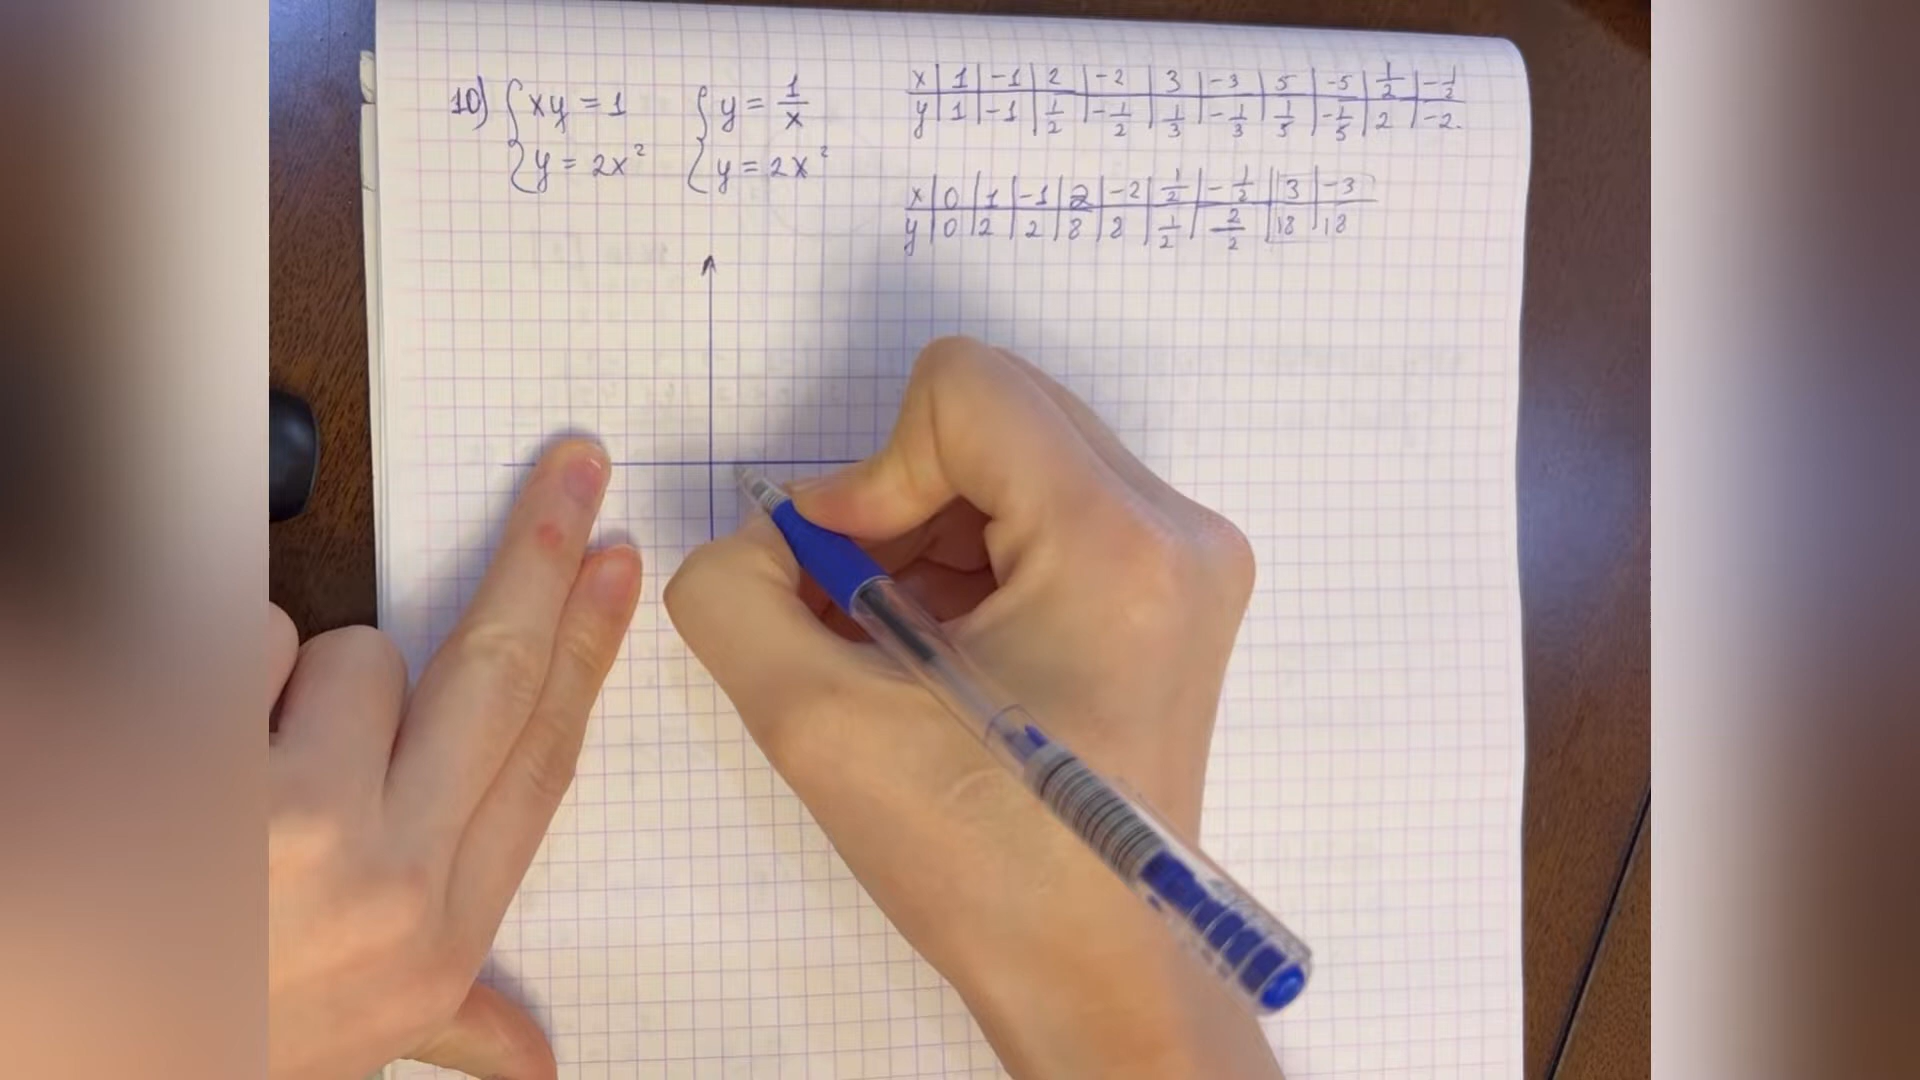 10) { xy = 1 { y = 1/x
{ y = 2x² { y = 2x²
x | 1 | -1 | 2 | -2 | 3 | -3 | 5 | -5 | 1/2 | -1/2
y | 1 | -1 | 1/2 | -1/2 | 1/3 | -1/3 | 1/5 | -1/5 | 2 | -2.
x | 0 | 1 | -1 | 2 | -2 | 1/2 | -1/2 | 3 | -3
y | 0 | 2 | 2 | 8 | 8 | 1/2 | 2/2 | 18 | 18